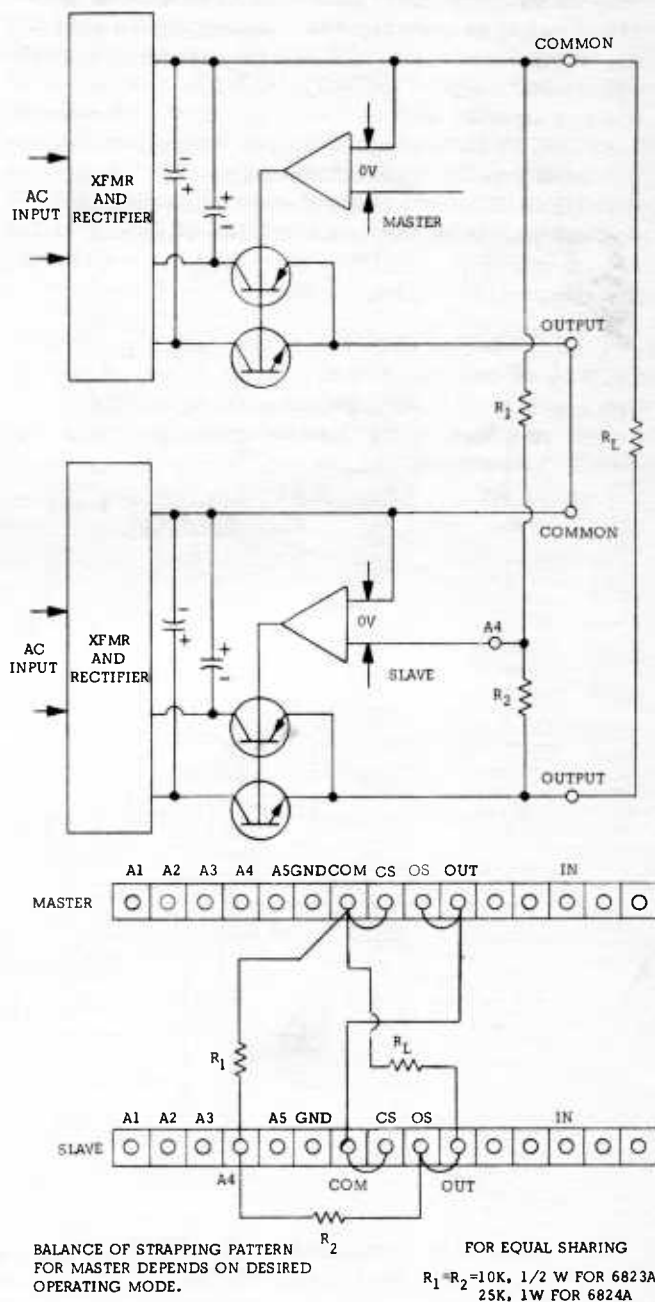 COMMON
AC
INPUT
XFMR
AND
RECTIFIER
- + + -
0V
MASTER
OUTPUT
R1
RL
COMMON
AC
INPUT
XFMR
AND
RECTIFIER
- + + -
0V
A4
SLAVE
R2
OUTPUT
A1 A2 A3 A4 A5 GND COM CS OS OUT IN
MASTER
R1
RL
A1 A2 A3 A5 GND CS OS IN
SLAVE
A4 COM OUT
R2
BALANCE OF STRAPPING PATTERN
FOR MASTER DEPENDS ON DESIRED
OPERATING MODE.
FOR EQUAL SHARING
R1=R2=10K, 1/2 W FOR 6823A
25K, 1W FOR 6824A